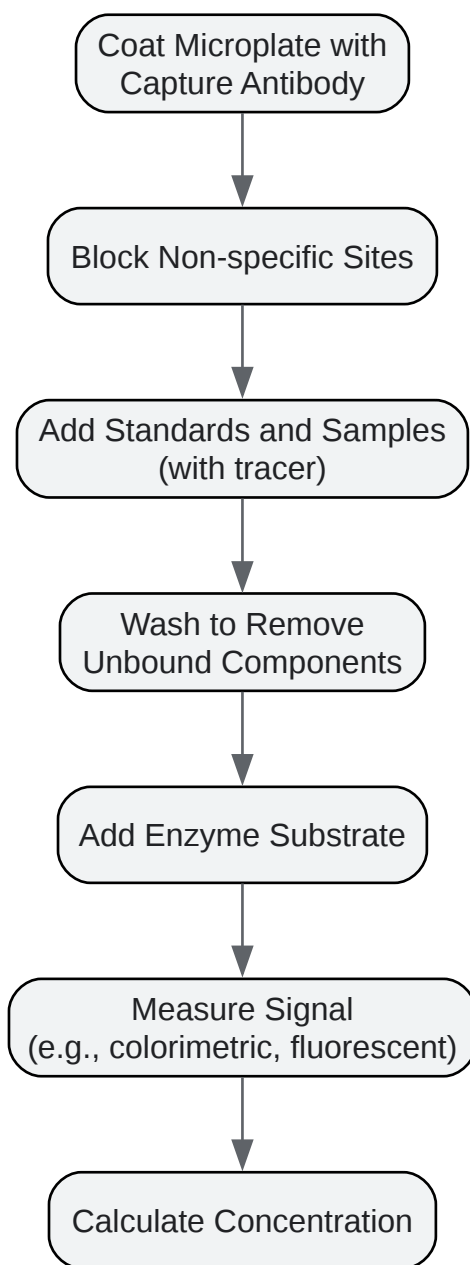 Coat Microplate with
Capture Antibody
Block Non-specific Sites
Add Standards and Samples
(with tracer)
Wash to Remove
Unbound Components
Add Enzyme Substrate
Measure Signal
(e.g., colorimetric, fluorescent)
Calculate Concentration